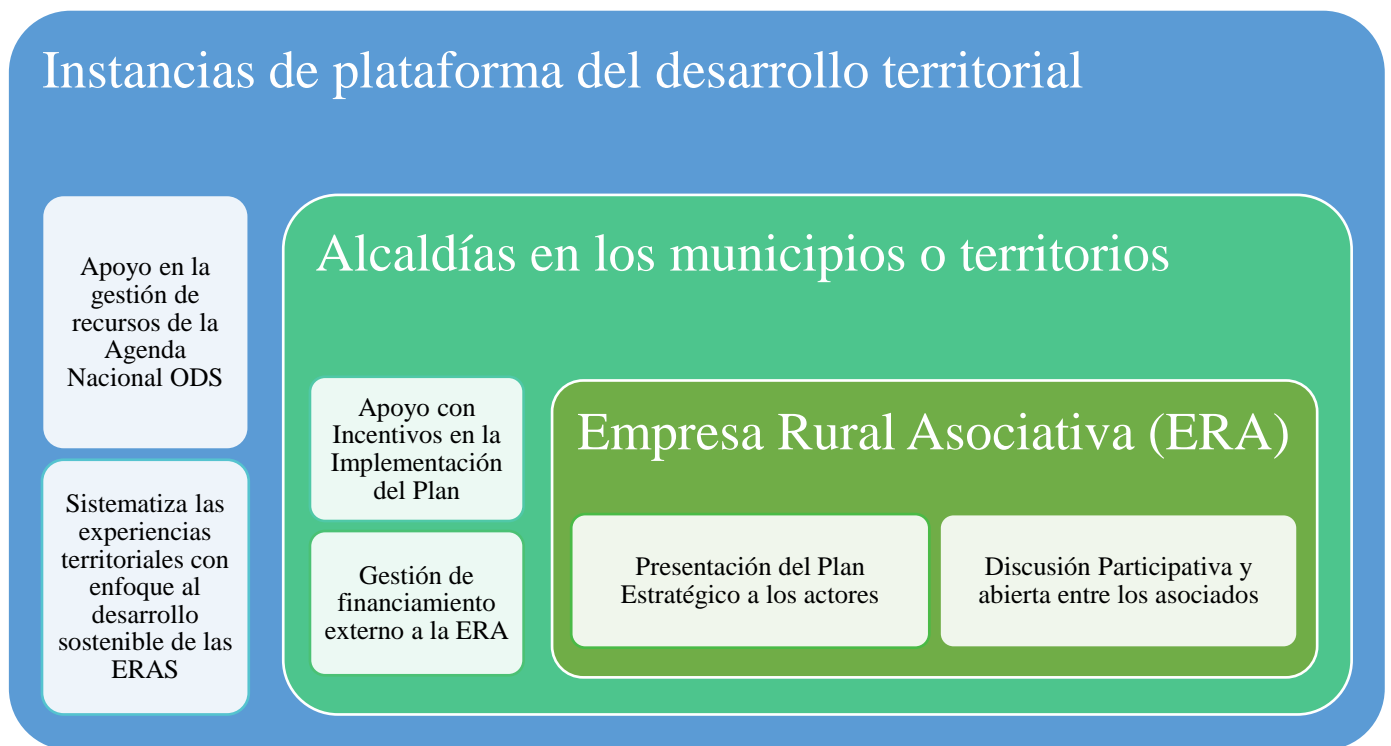 Instancias de plataforma del desarrollo territorial
Apoyo en la
gestión de
recursos de la
Agenda
Nacional ODS
Sistematiza las
experiencias
territoriales con
enfoque al
desarrollo
sostenible de las
ERAS
Alcaldías en los municipios o territorios
Apoyo con
Incentivos en la
Implementación
del Plan
Gestión de
financiamiento
externo a la ERA
Empresa Rural Asociativa (ERA)
Presentación del Plan
Estratégico a los actores
Discusión Participativa y
abierta entre los asociados